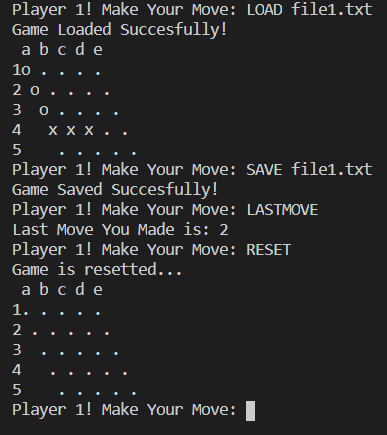 Player 1! Make Your Move: LOAD file1.txt
Game Loaded Succesfully!
 a b c d e
1o . . . .
2 o . . . .
3  o . . . .
4   x x x . .
5    . . . . .
Player 1! Make Your Move: SAVE file1.txt
Game Saved Succesfully!
Player 1! Make Your Move: LASTMOVE
Last Move You Made is: 2
Player 1! Make Your Move: RESET
Game is resetted...
 a b c d e
1. . . . .
2 . . . . .
3  . . . . .
4   . . . . .
5    . . . . .
Player 1! Make Your Move: